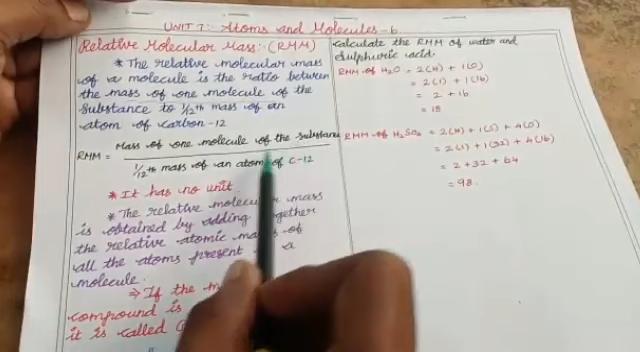 UNIT 7: Atoms and Molecules-6
Relative Molecular Mass:-(RMM)
* The relative molecular mass
of a molecule is the ratio between
the mass of one molecule of the
substance to 1/12th mass of an
atom of carbon-12
RMM = Mass of one molecule of the substance
1/12th mass of an atom of C-12
* It has no unit.
* The relative molecular mass
is obtained by adding together
the relative atomic mass of
all the atoms present a
molecule.
⇒ If the
compound is
it is called
calculate the RMM of water and
Sulphuric acid.
RMM of H2O = 2(H) + 1(O)
= 2(1) + 1(16)
= 2 + 16
= 18
RMM of H2SO4 = 2(H) + 1(S) + 4(O)
= 2(1) + 1(32) + 4(16)
= 2 + 32 + 64
= 98.